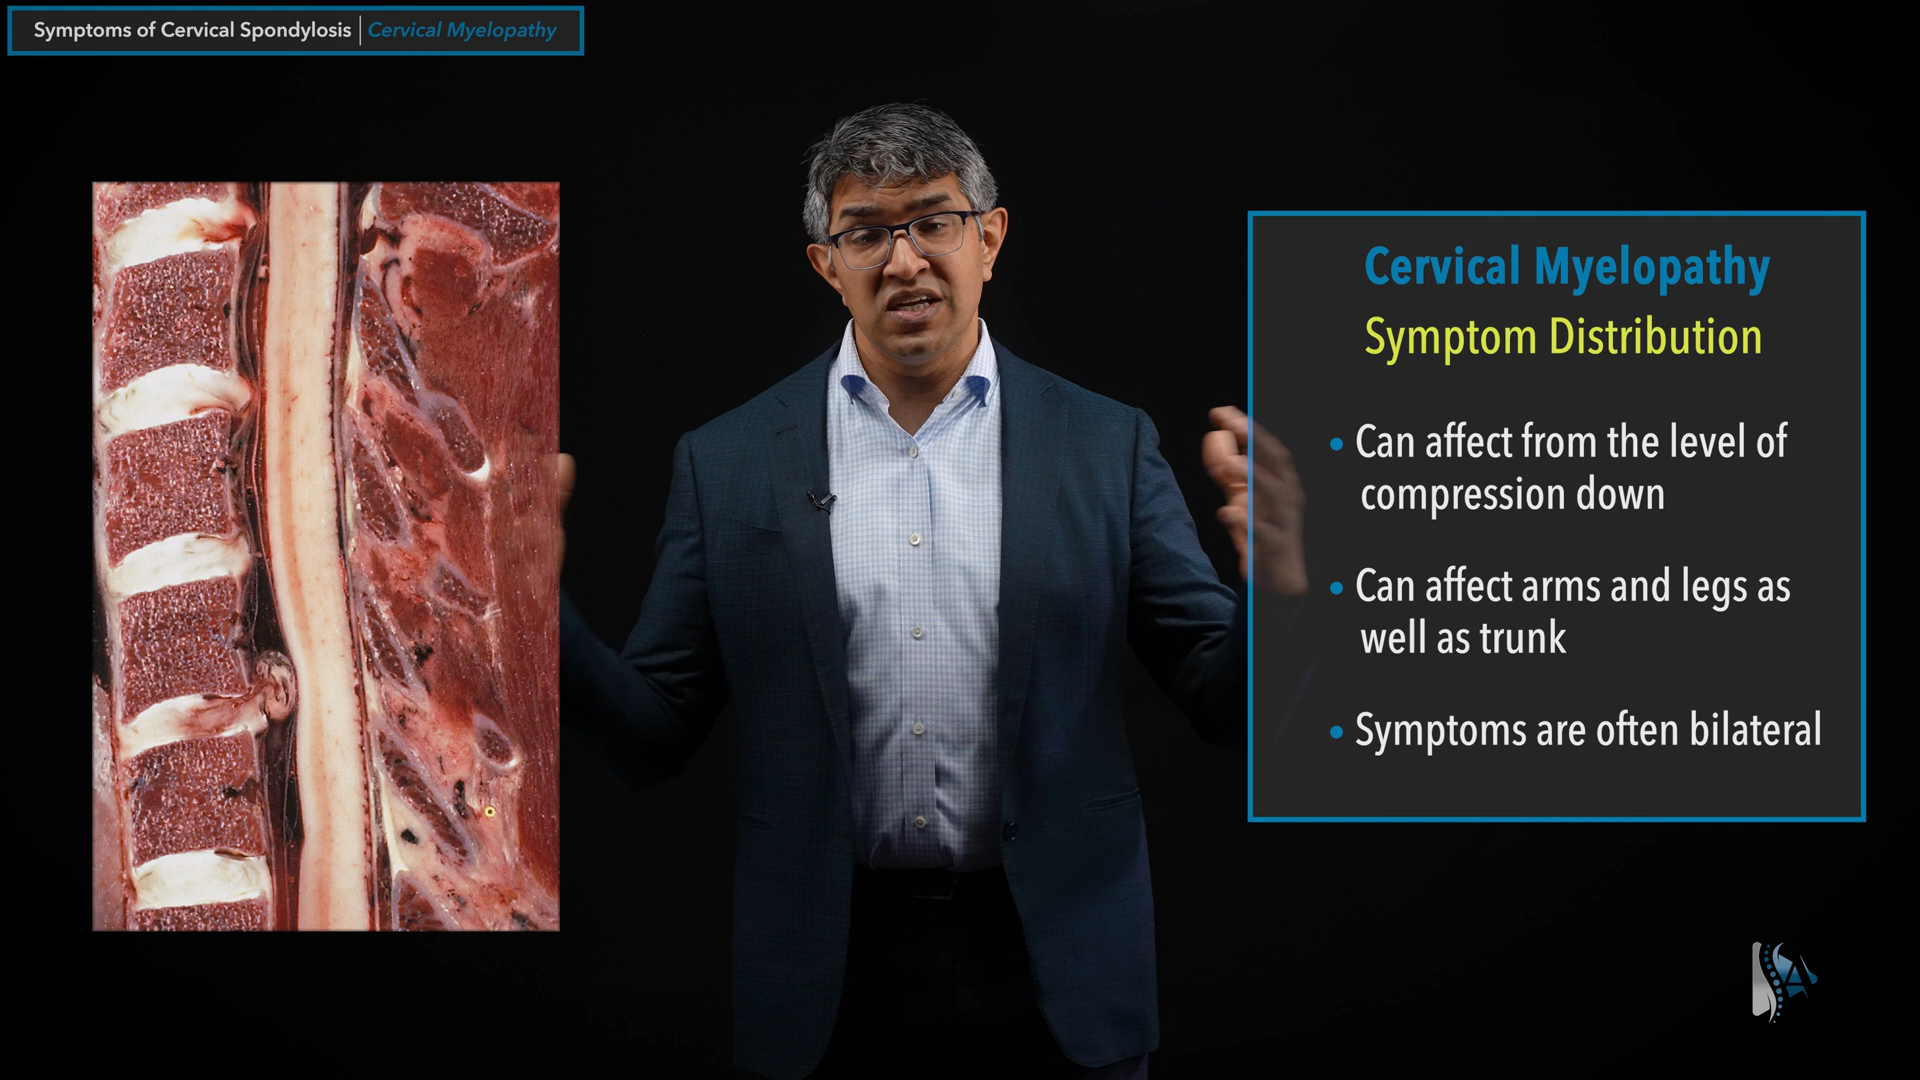 Symptoms of Cervical Spondylosis | Cervical Myelopathy
Cervical Myelopathy
Symptom Distribution
• Can affect from the level of
compression down
• Can affect arms and legs as
well as trunk
• Symptoms are often bilateral